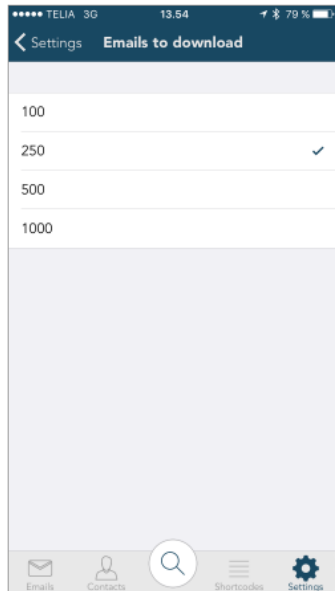 TELIA 3G 13.54 79 %
Settings Emails to download
100
250
500
1000
Emails Contacts Shortcodes Settings